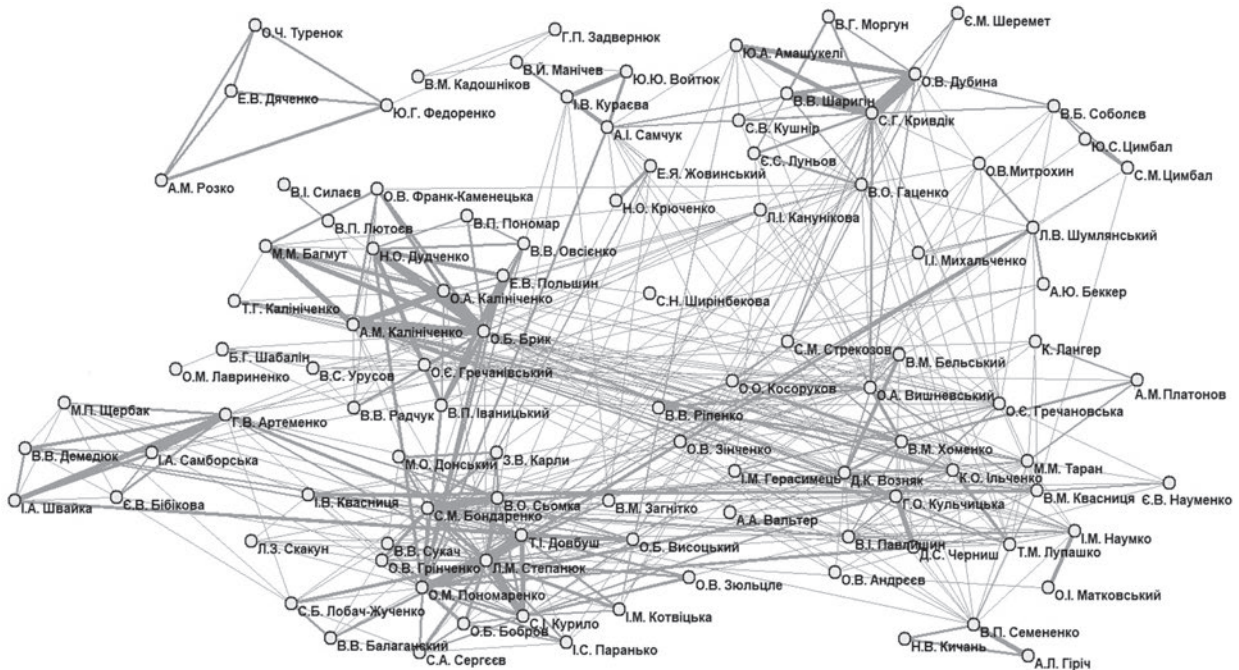 О.Ч. Туренок
Г.П. Задвернюк
В.Г. Моргун
Є.М. Шеремет
Ю.А. Амашукелі
В.Й. Манічев
Ю.Ю. Войтюк
В.М. Кадошніков
О.В. Дубина
Е.В. Дяченко
І.В. Кураєва
В.В. Шаригін
Ю.Г. Федоренко
С.Г. Кривдік
В.Б. Соболєв
А.І. Самчук
С.В. Кушнір
Ю.С. Цимбал
Є.С. Луньов
С.М. Цимбал
Е.Я. Жовинський
О.В.Митрохин
А.М. Розко
В.І. Силаєв
О.В. Франк-Каменецька
В.О. Гаценко
Н.О. Крюченко
Л.І. Канунікова
В.П. Лютоєв
В.П. Пономар
Л.В. Шумлянський
М.М. Багмут
Н.О. Дудченко
В.В. Овсієнко
І.І. Михальченко
Е.В. Польшин
А.Ю. Беккер
О.А. Калініченко
С.Н. Ширінбекова
Т.Г. Калініченко
А.М. Калініченко
О.Б. Брик
С.М. Стрекозов
К. Лангер
Б.Г. Шабалін
В.М. Бельський
О.М. Лавриненко
В.С. Урусов
О.Є. Гречанівський
О.О. Косоруков
О.А. Вишневський
А.М. Платонов
М.П. Щербак
В.В. Радчук
В.П. Іваницький
В.В. Ріпенко
О.Є. Гречановська
Г.В. Артеменко
В.В. Демедюк
І.А. Самборська
О.В. Зінченко
В.М. Хоменко
М.О. Донський
З.В. Карли
І.М. Герасимець
Д.К. Возняк
К.О. Ільченко
М.М. Таран
І.А. Швайка
Є.В. Бібікова
І.В. Квасниця
В.О. Сьомка
В.М. Загнітко
Г.О. Кульчицька
В.М. Квасниця
Є.В. Науменко
С.М. Бондаренко
А.А. Вальтер
Л.З. Скакун
В.В. Сукач
Т.І. Довбуш
О.Б. Висоцький
В.І. Павлишин
Д.С. Черниш
Т.М. Лупашко
І.М. Наумко
О.В. Грінченко
Л.М. Степанюк
О.В. Зюльцле
О.В. Андрєєв
О.І. Матковський
О.М. Пономаренко
С.Б. Лобач-Жученко
С.І. Курило
І.М. Котвіцька
О.Б. Бобров
В.П. Семененко
В.В. Балаганский
С.А. Сергєєв
І.С. Паранько
Н.В. Кичань
А.Л. Гіріч